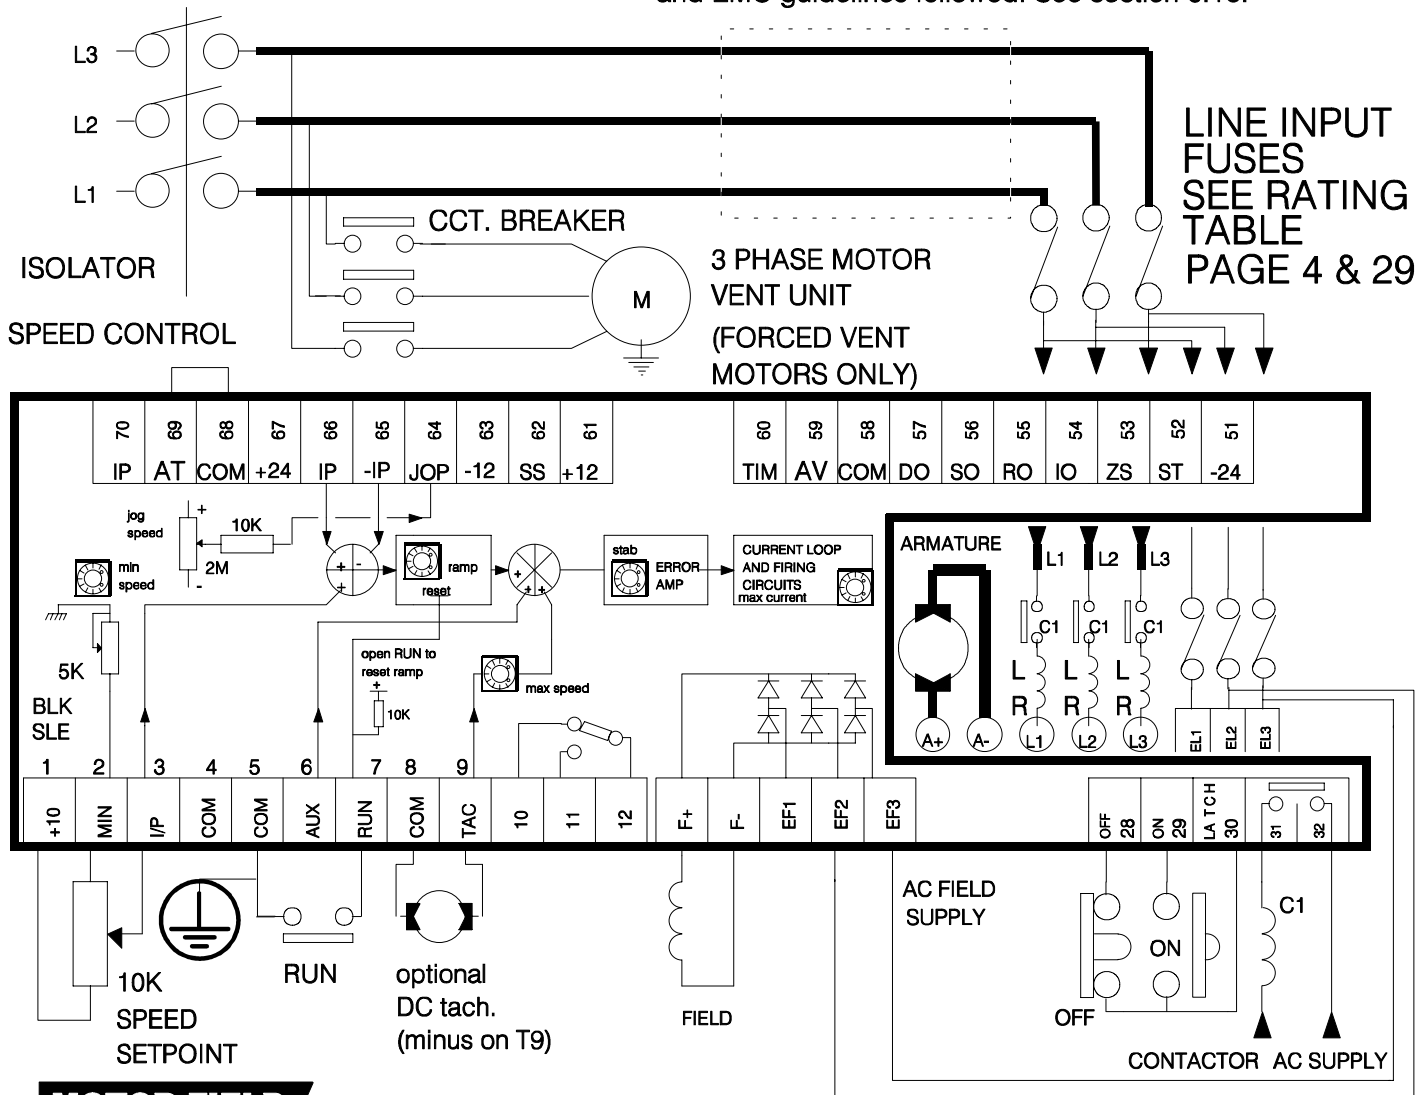 L3
L2
L1
ISOLATOR
CCT. BREAKER
M
3 PHASE MOTOR
VENT UNIT
(FORCED VENT
MOTORS ONLY)
LINE INPUT
FUSES
SEE RATING
TABLE
PAGE 4 & 29
SPEED CONTROL
70 69 68 67 66 65 64 63 62 61
IP AT COM +24 IP -IP JOP -12 SS +12
60 59 58 57 56 55 54 53 52 51
TIM AV COM DO SO RO IO ZS ST -24
jog
speed
+
10K
2M
-
min
speed
+ -
+
ramp
reset
+
+ +
stab
ERROR
AMP
CURRENT LOOP
AND FIRING
CIRCUITS
max current
ARMATURE
L1 L2 L3
C1 C1 C1
L L L
R R R
A+ A- L1 L2 L3
EL1 EL2 EL3
5K
BLK
SLE
open RUN to
reset ramp
+
10K
max speed
1 2 3 4 5 6 7 8 9
+10 MIN I/P COM COM AUX RUN COM TAC 10 11 12
F+ F- EF1 EF2 EF3
OFF
28
ON
29
LATCH
30
31 32
10K
SPEED
SETPOINT
RUN
optional
DC tach.
(minus on T9)
FIELD
AC FIELD
SUPPLY
OFF
ON
C1
CONTACTOR AC SUPPLY